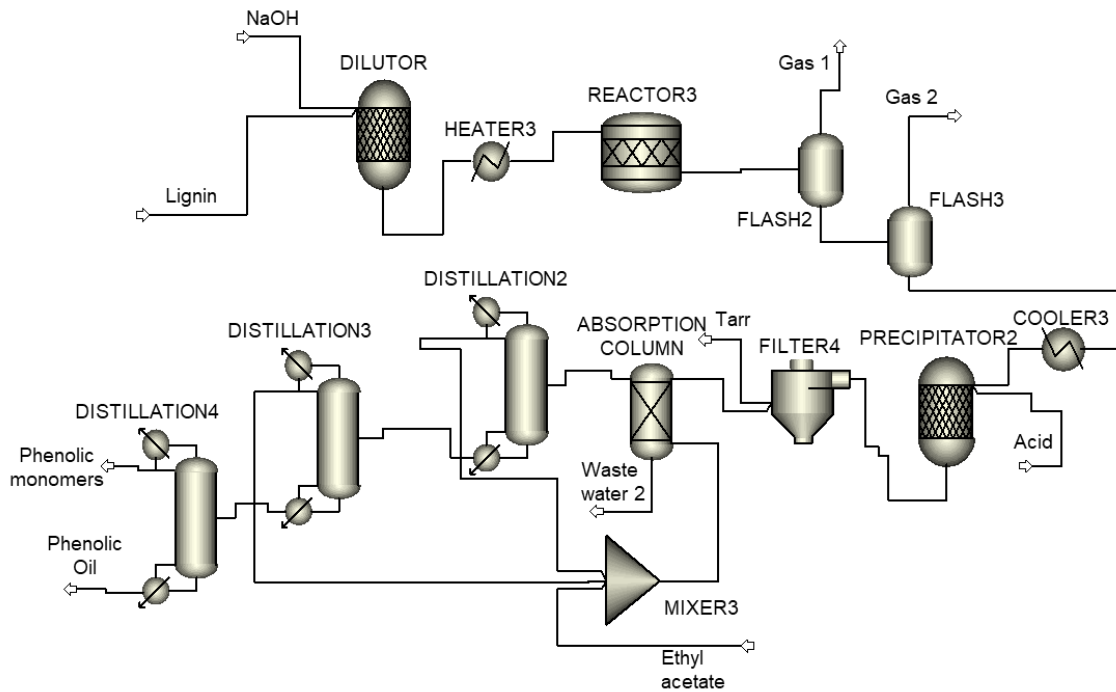 NaOH
DILUTOR
Gas 1
REACTOR3
Gas 2
HEATER3
Lignin
FLASH2
FLASH3
DISTILLATION2
DISTILLATION3
ABSORPTION
COLUMN
Tarr
FILTER4
PRECIPITATOR2
COOLER3
DISTILLATION4
Phenolic
monomers
Acid
Waste
water 2
Phenolic
Oil
MIXER3
Ethyl
acetate